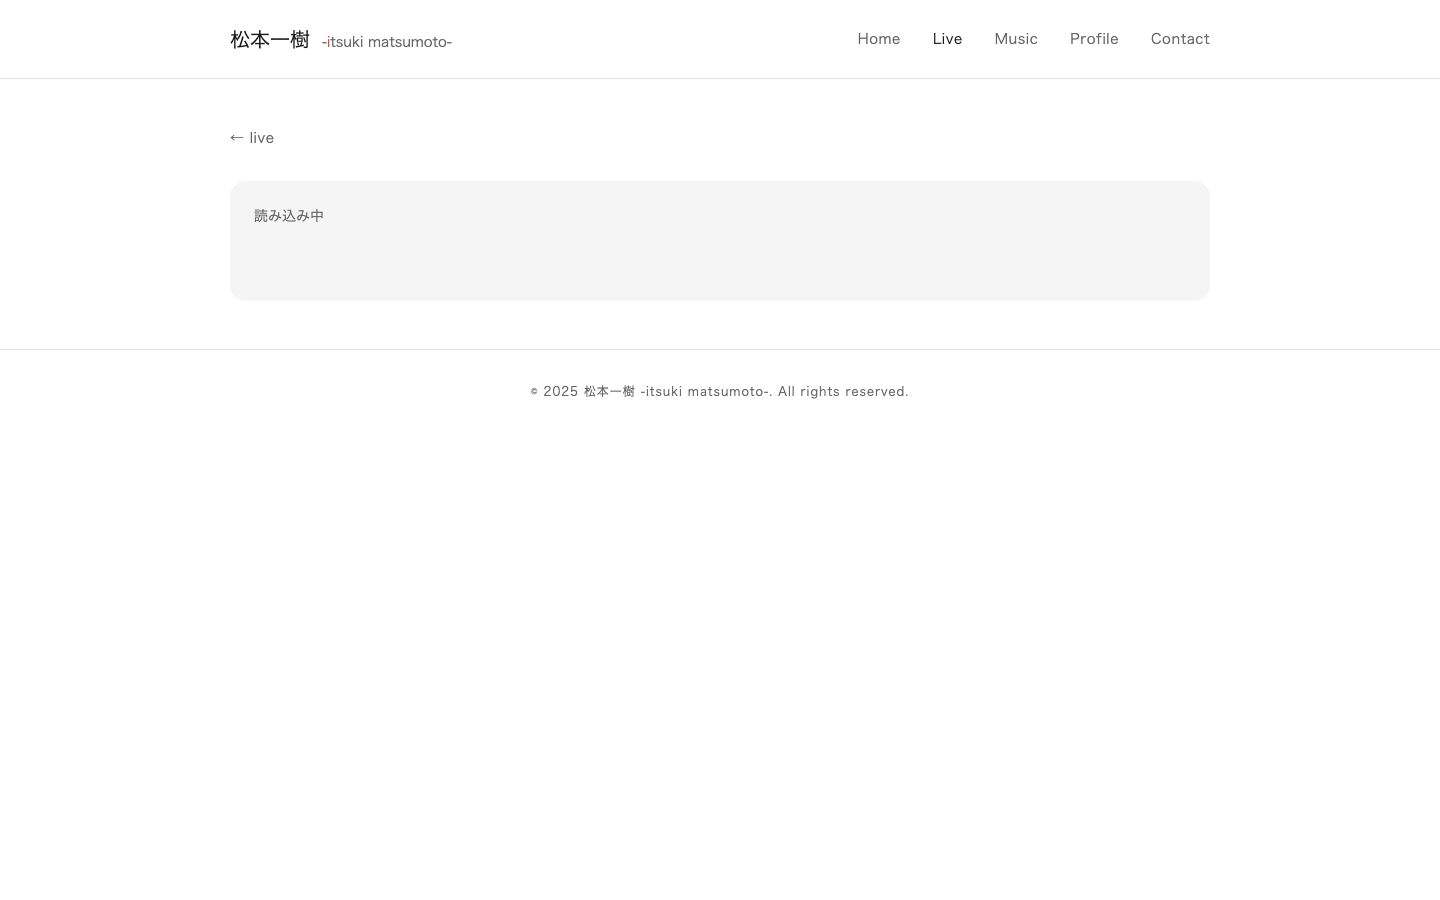 松本一樹 -itsuki matsumoto-
Home Live Music Profile Contact
← live
読み込み中
© 2025 松本一樹 -itsuki matsumoto-. All rights reserved.